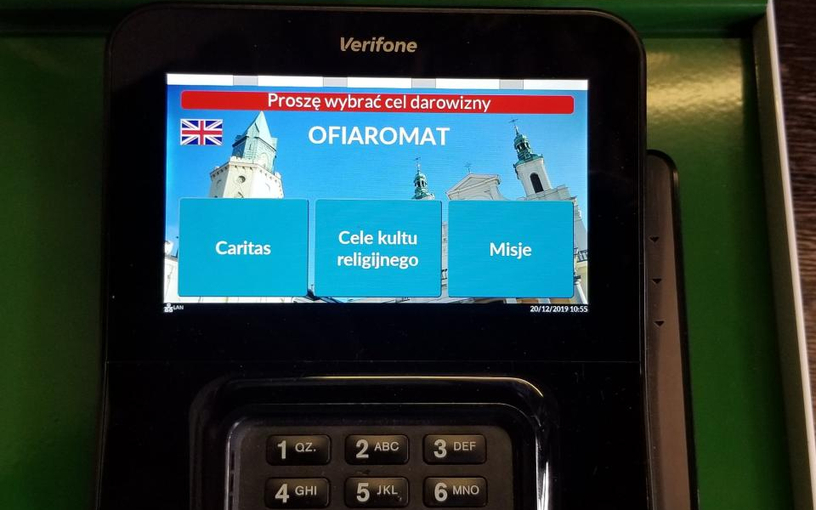 Verifone
Proszę wybrać cel darowizny
OFIAROMAT
Caritas
Cele kultu
religijnego
Misje
LAN
20/12/2019 10:55
1 QZ. 2 ABC 3 DEF
4 GHI 5 JKL 6 MNO